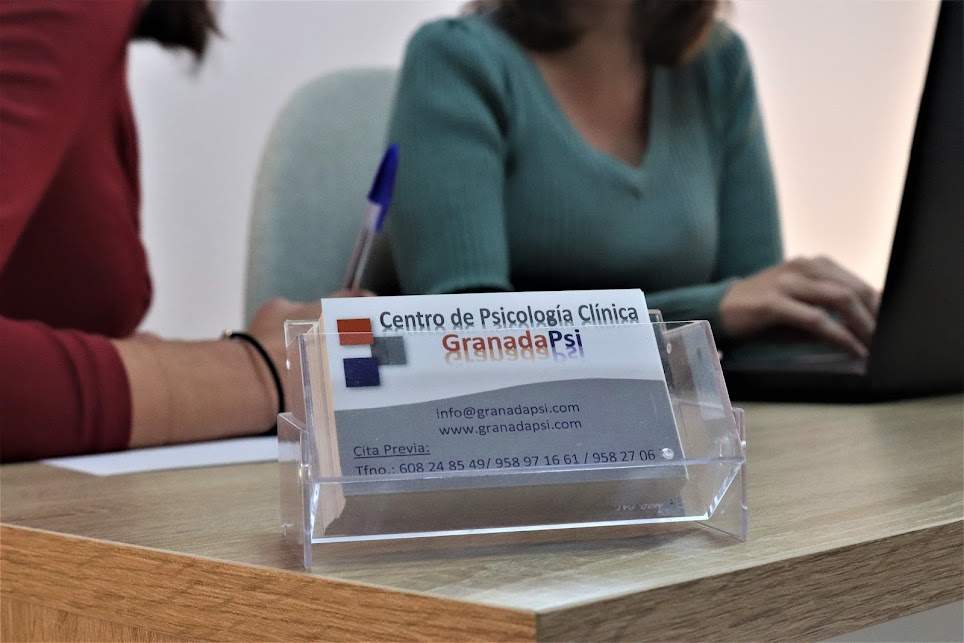 Centro de Psicología Clínica
GranadaPsi
info@granadapsi.com
www.granadapsi.com
Cita Previa:
Tfno.: 608 24 85 49/ 958 97 16 61 / 958 27 06